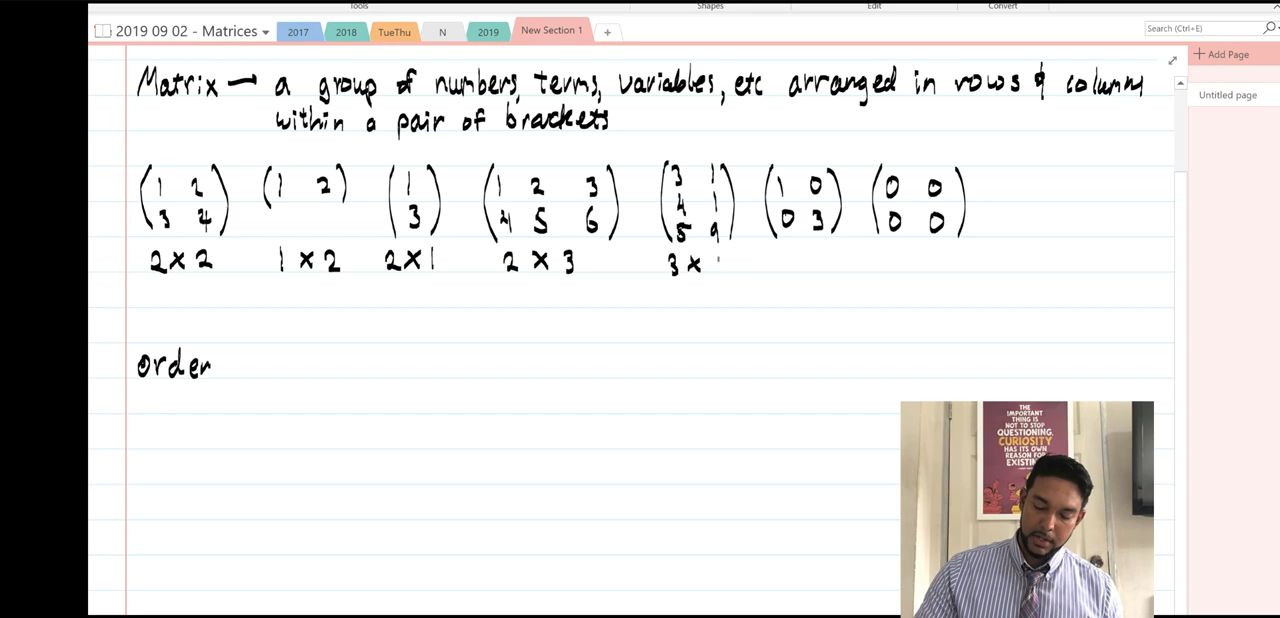 Tools Shapes Edit Convert
2019 09 02 - Matrices 2017 2018 TueThu N 2019 New Section 1 + Search (Ctrl+E)
+ Add Page
Untitled page
Matrix — a group of numbers, terms, variables, etc arranged in rows & columns
within a pair of brackets
( 1 2 ) ( 1 2 ) ( 1 ) ( 1 2 3 ) ( 3 1 ) ( 1 0 ) ( 0 0 )
( 3 4 ) ( 3 ) ( 4 5 6 ) ( 4 1 ) ( 0 3 ) ( 0 0 )
( 5 9 )
2 x 2 1 x 2 2 x 1 2 x 3 3 x
order
THE
IMPORTANT
THING IS
NOT TO STOP
QUESTIONING.
CURIOSITY
HAS ITS OWN
REASON FOR
EXISTING